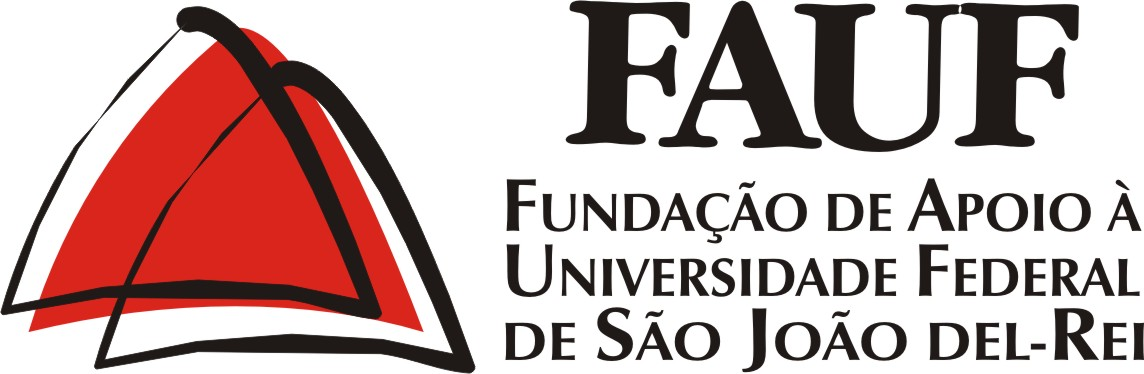 FAUF
FUNDAÇÃO DE APOIO À
UNIVERSIDADE FEDERAL
DE SÃO JOÃO DEL-REI